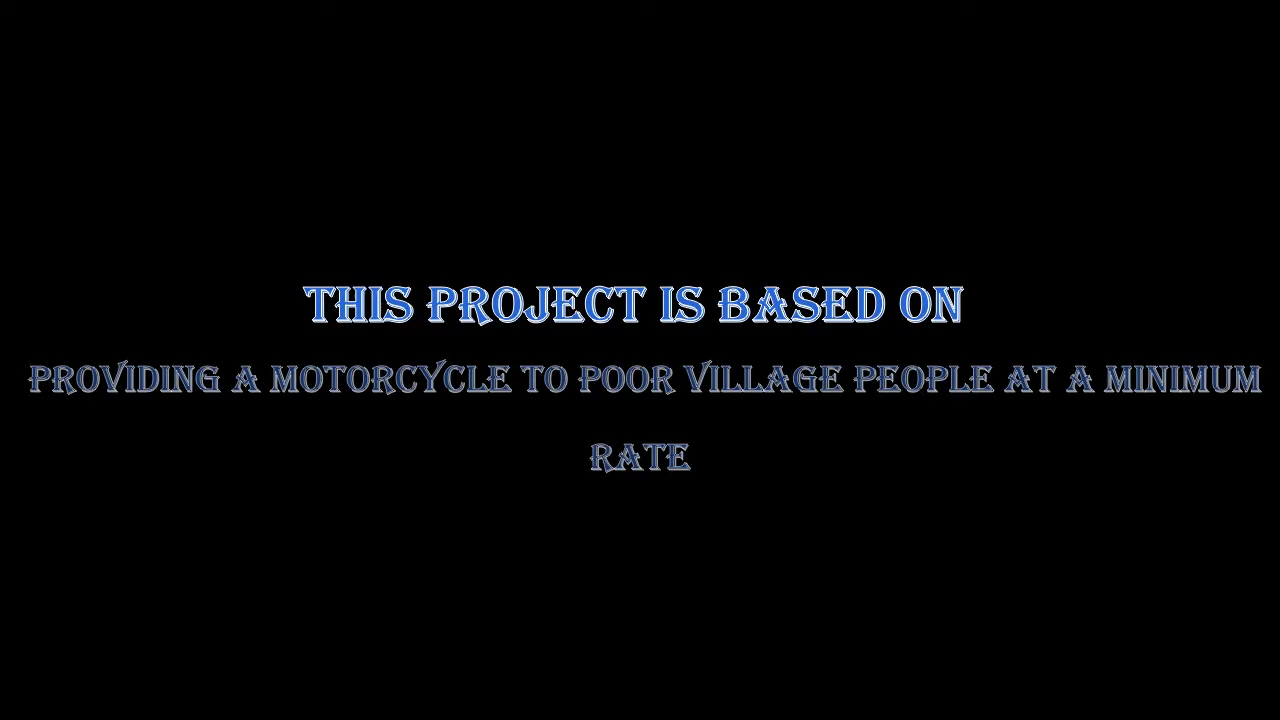 THIS PROJECT IS BASED ON
PROVIDING A MOTORCYCLE TO POOR VILLAGE PEOPLE AT A MINIMUM
RATE